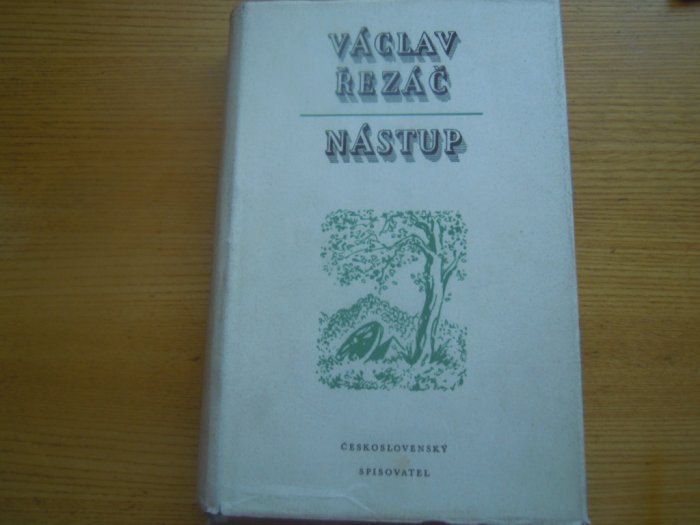 VÁCLAV
ŘEZÁČ
NÁSTUP
ČESKOSLOVENSKÝ
SPISOVATEL